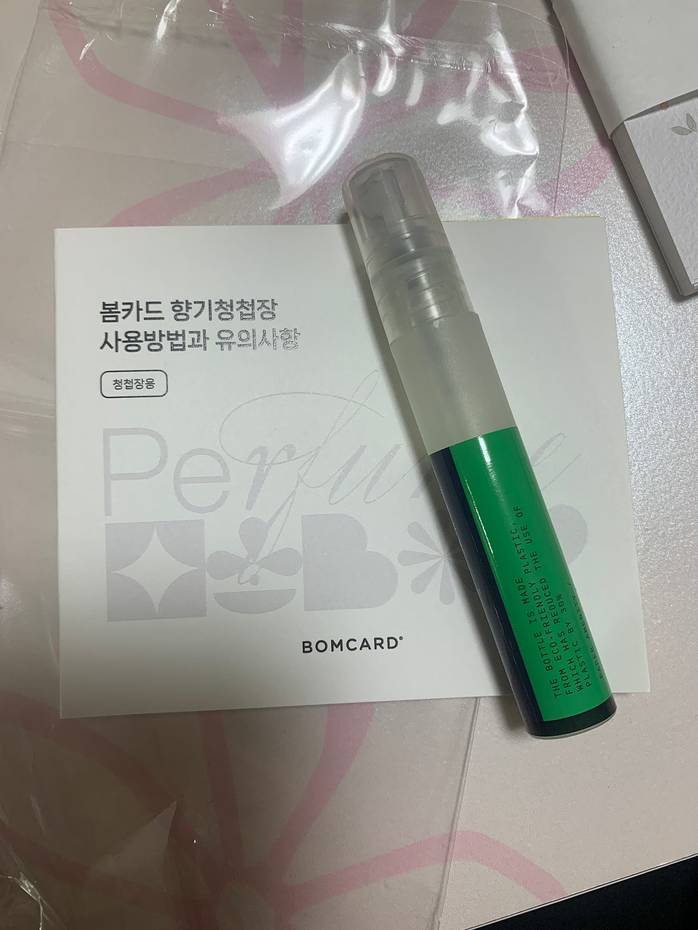 봄카드 향기청첩장
사용방법과 유의사항
청첩장용
Perfume
BOMCARD
THE BOTTLE IS MADE PLASTIC, OF
FROM ECO-FRIENDLY THE USE
WHICH HAS REDUCED
PLASTIC BY 30%